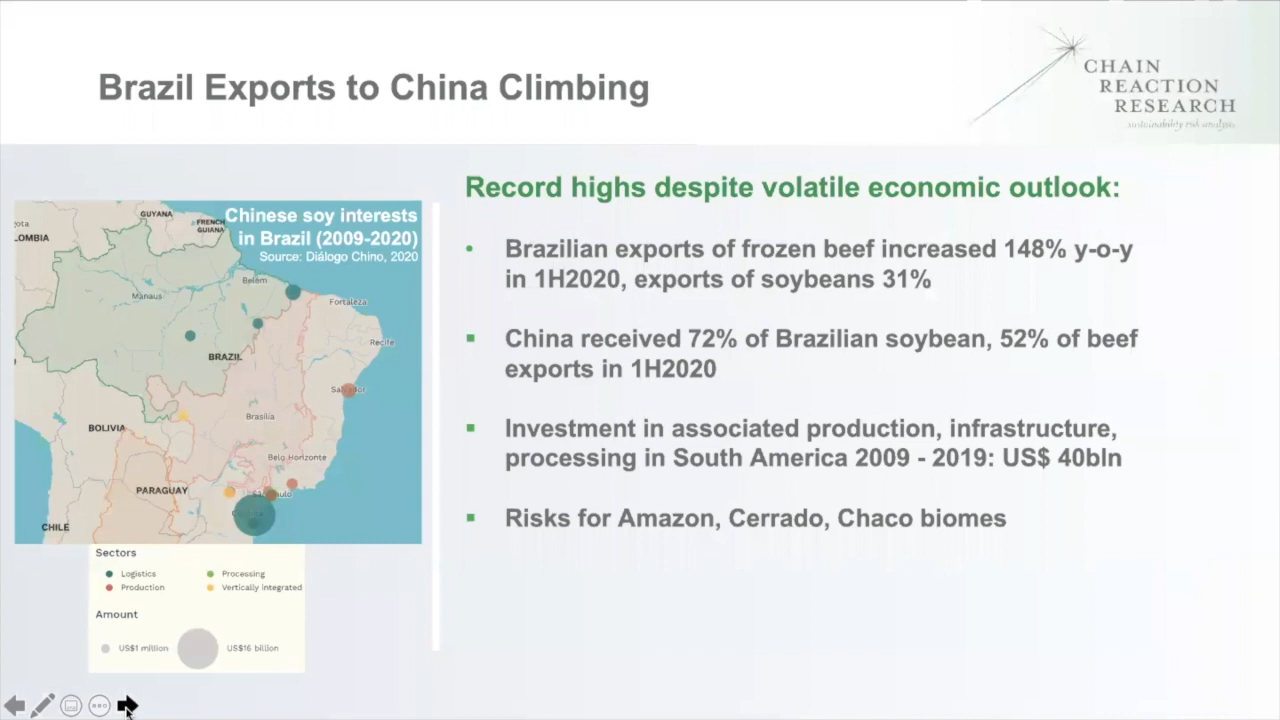 Brazil Exports to China Climbing
CHAIN
REACTION
RESEARCH
sustainability risk analysis
Record highs despite volatile economic outlook:
Brazilian exports of frozen beef increased 148% y-o-y
in 1H2020, exports of soybeans 31%
China received 72% of Brazilian soybean, 52% of beef
exports in 1H2020
Investment in associated production, infrastructure,
processing in South America 2009 - 2019: US$ 40bln
Risks for Amazon, Cerrado, Chaco biomes
Chinese soy interests
in Brazil (2009-2020)
Source: Diálogo Chino, 2020
GUYANA
FRENCH
GUIANA
ota
LOMBIA
Belém
Manaus
Fortaleza
BRAZIL
Recife
Salvador
Brasília
BOLIVIA
Belo Horizonte
PARAGUAY
São Paulo
CHILE
Sectors
Logistics
Processing
Production
Vertically integrated
Amount
US$1 million
US$16 billion